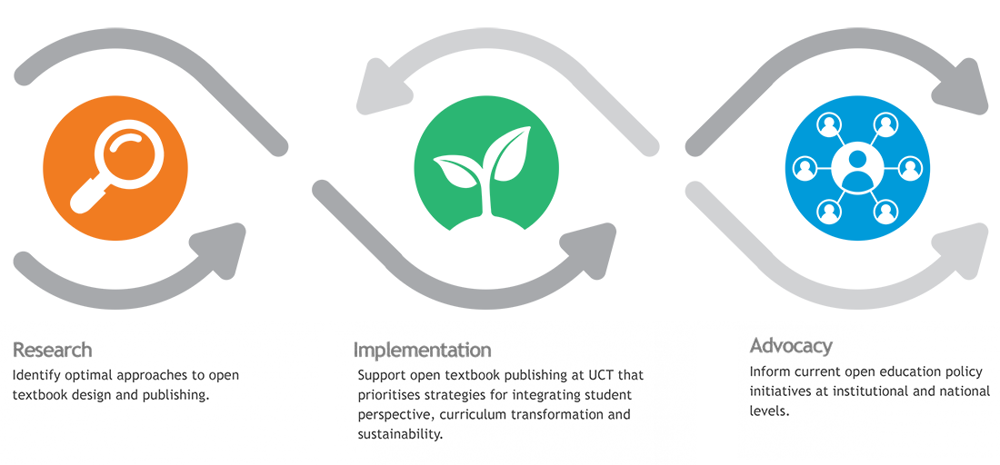 Research
Identify optimal approaches to open
textbook design and publishing.
Implementation
Support open textbook publishing at UCT that
prioritises strategies for integrating student
perspective, curriculum transformation and
sustainability.
Advocacy
Inform current open education policy
initiatives at institutional and national
levels.